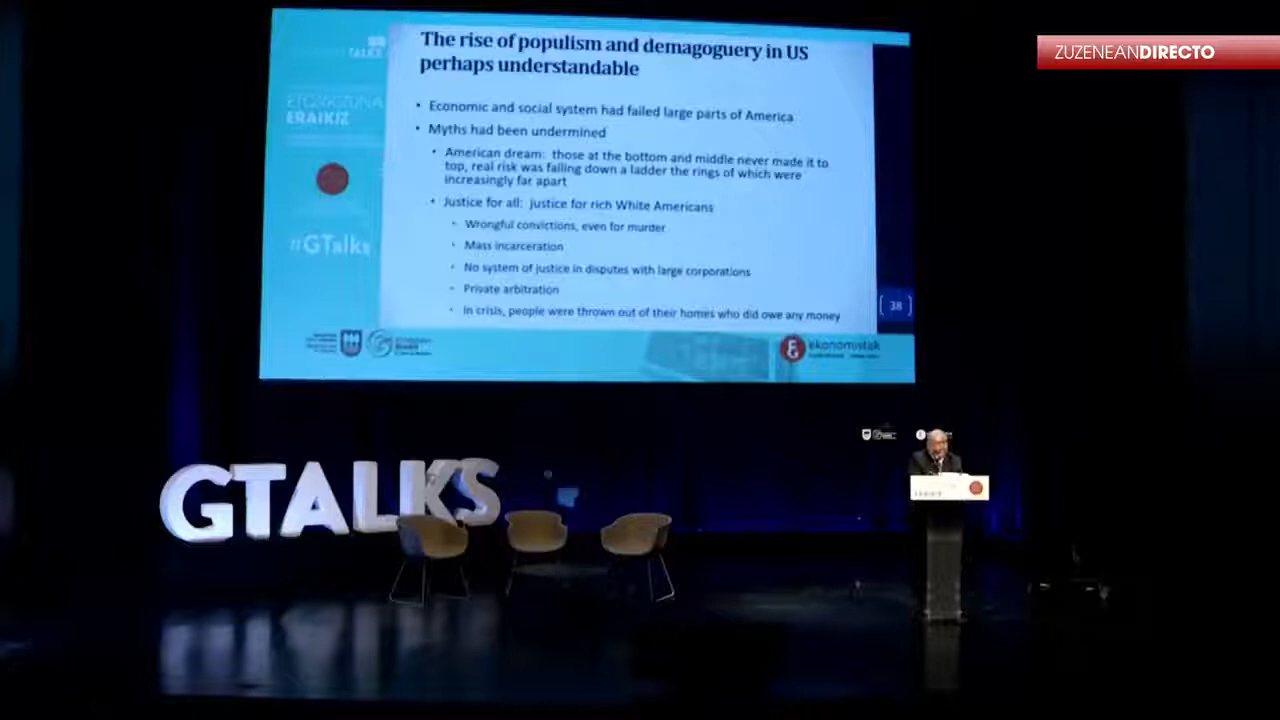 ZUZENEANDIRECTO
The rise of populism and demagoguery in US
perhaps understandable
• Economic and social system had failed large parts of America
• Myths had been undermined
• American dream: those at the bottom and middle never made it to
top, real risk was falling down a ladder the rings of which were
increasingly far apart
• Justice for all: justice for rich White Americans
• Wrongful convictions, even for murder
• Mass incarceration
• No system of justice in disputes with large corporations
• Private arbitration
• In crisis, people were thrown out of their homes who did owe any money
ETORKIZUNA
ERAIKIZ
#GTalks
38
ekonomistak
GTALKS